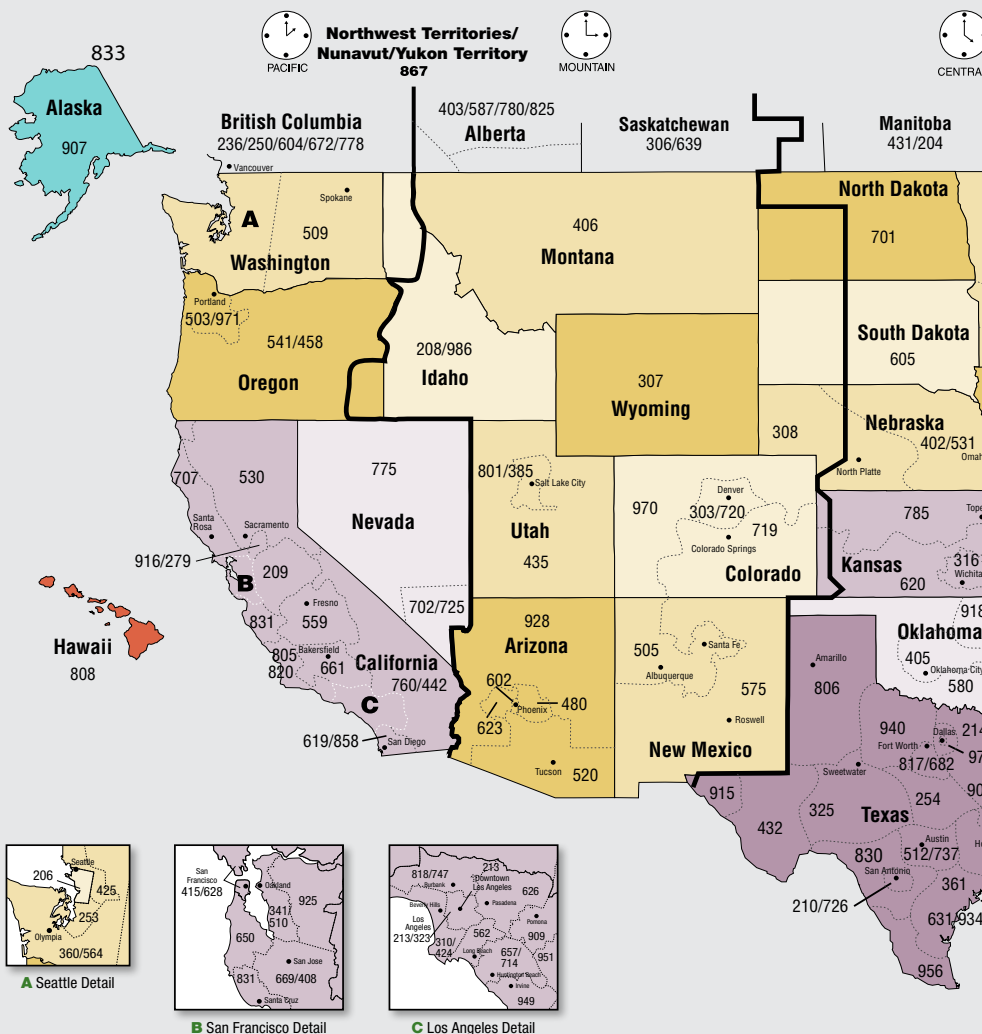 833
Northwest Territories/
Nunavut/Yukon Territory
867
PACIFIC
MOUNTAIN
CENTRA
Alaska
907
British Columbia
236/250/604/672/778
Vancouver
403/587/780/825
Alberta
Saskatchewan
306/639
Manitoba
431/204
Spokane
A
509
Washington
406
Montana
North Dakota
701
Portland
503/971
541/458
Oregon
208/986
Idaho
307
Wyoming
South Dakota
605
Nebraska
402/531
Omah
308
North Platte
707
530
775
Nevada
801/385
Salt Lake City
Utah
435
970
Denver
303/720
719
Colorado Springs
Colorado
785
Tope
Kansas
316
Wichita
620
Santa
Rosa
Sacramento
916/279
B
209
Fresno
559
831
702/725
805
820
Bakersfield
661
California
760/442
C
619/858
San Diego
Hawaii
808
928
Arizona
602
Phoenix
480
623
Tucson
520
505
Santa Fe
Albuquerque
575
Roswell
New Mexico
918
Oklahoma
405
Oklahoma City
580
Amarillo
806
940
Dallas
214
Fort Worth
97
817/682
Sweetwater
915
325
254
90
432
Texas
Austin
512/737
830
San Antonio
210/726
361
631/934
956
Seattle
206
425
253
Olympia
360/564
A Seattle Detail
San
Francisco
415/628
Oakland
925
341/
510
650
San Jose
831
669/408
Santa Cruz
B San Francisco Detail
818/747
213
Downtown
Los Angeles
Burbank
626
Pasadena
Beverly Hills
Pomona
Los
Angeles
213/323
310/
424
562
909
Long Beach
657/
714
951
Huntington Beach
Irvine
949
C Los Angeles Detail